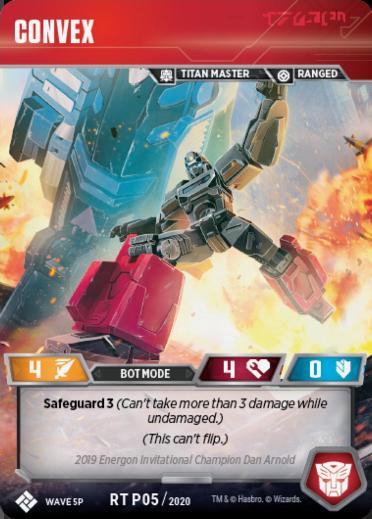 CONVEX
TITAN MASTER
RANGED
4
BOT MODE
4
0
Safeguard 3 (Can't take more than 3 damage while
undamaged.)
(This can't flip.)
2019 Energon Invitational Champion Dan Arnold
WAVE 5P
RT P05/2020
TM & © Hasbro. © Wizards.